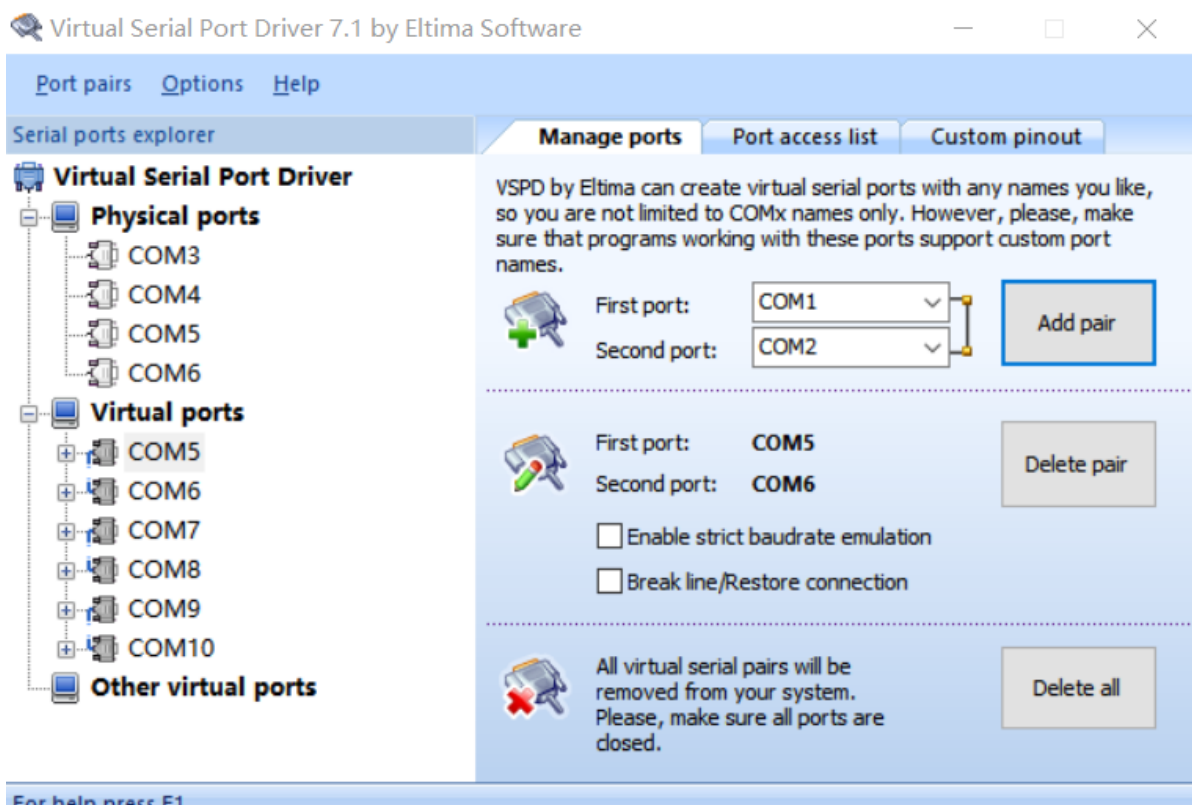 Virtual Serial Port Driver 7.1 by Eltima Software
Port pairs Options Help
Serial ports explorer
Virtual Serial Port Driver
Physical ports
COM3
COM4
COM5
COM6
Virtual ports
COM5
COM6
COM7
COM8
COM9
COM10
Other virtual ports
Manage ports Port access list Custom pinout
VSPD by Eltima can create virtual serial ports with any names you like,
so you are not limited to COMx names only. However, please, make
sure that programs working with these ports support custom port
names.
First port: COM1
Second port: COM2
Add pair
First port: COM5
Second port: COM6
Delete pair
Enable strict baudrate emulation
Break line/Restore connection
All virtual serial pairs will be
removed from your system.
Please, make sure all ports are
closed.
Delete all
For help press F1